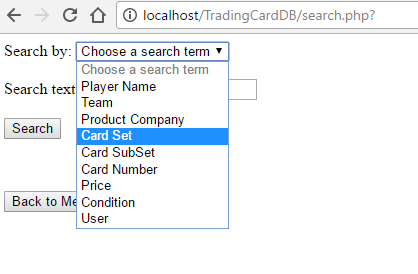 localhost/TradingCardDB/search.php?
Search by: Choose a search term
Choose a search term
Search text
Player Name
Team
Product Company
Search
Card Set
Card SubSet
Card Number
Price
Back to Me
Condition
User